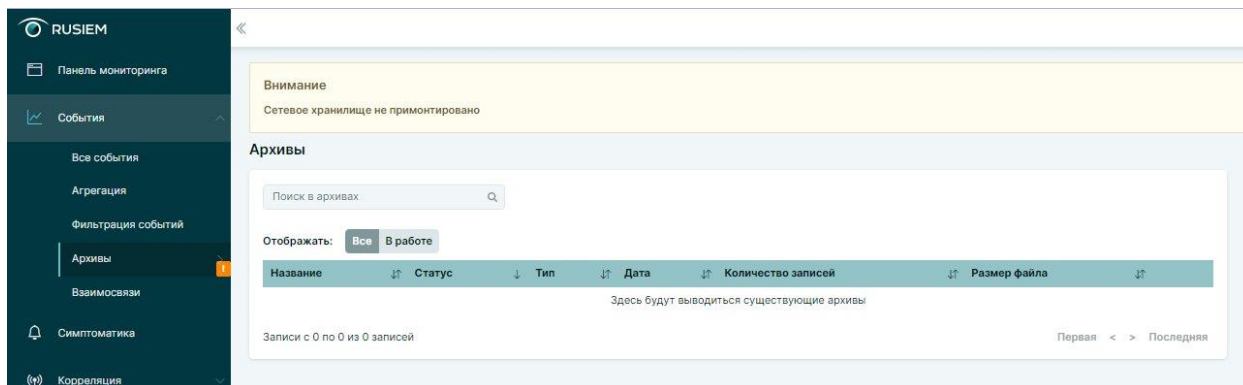 RUSIEM
Панель мониторинга
События
Все события
Агрегация
Фильтрация событий
Архивы
Взаимосвязи
Симптоматика
Корреляция
Внимание
Сетевое хранилище не примонтировано
Архивы
Поиск в архивах
Отображать: Все В работе
Название Статус Тип Дата Количество записей Размер файла
Здесь будут выводиться существующие архивы
Записи с 0 по 0 из 0 записей
Первая < > Последняя